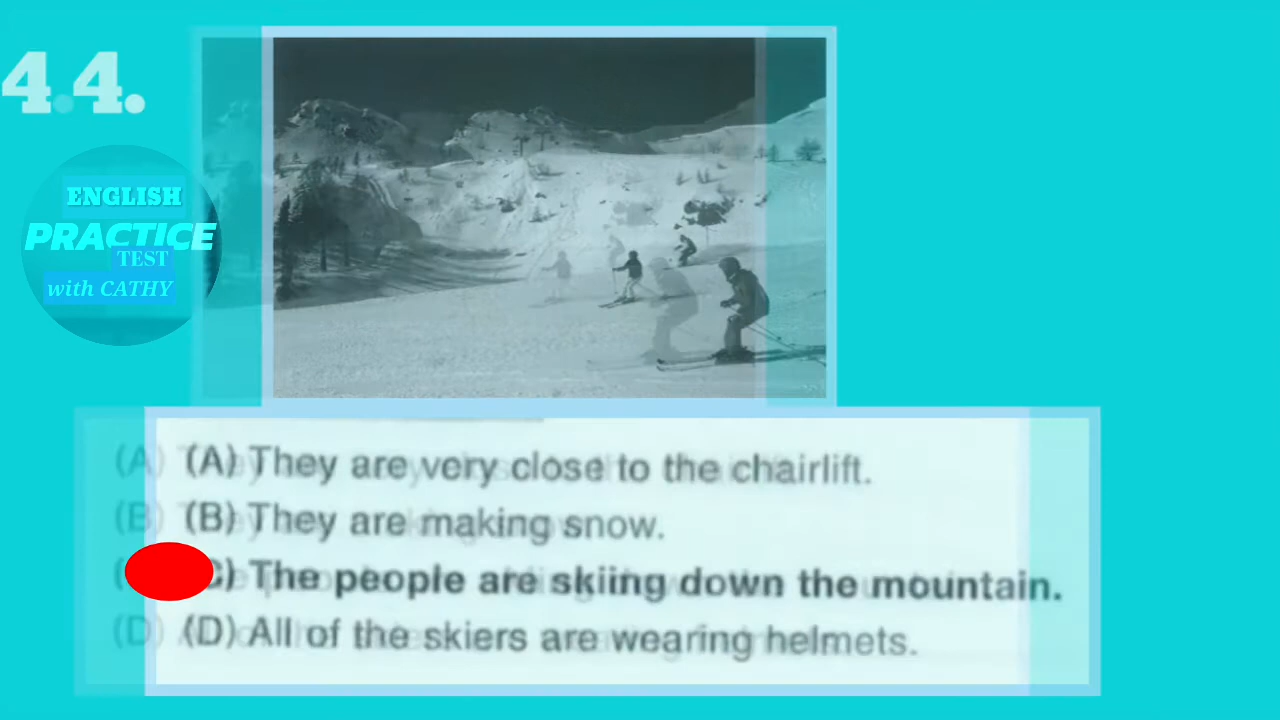 4.4.
ENGLISH
PRACTICE
TEST
with CATHY
(A) They are very close to the chairlift.
(B) They are making snow.
C) The people are skiing down the mountain.
(D) All of the skiers are wearing helmets.